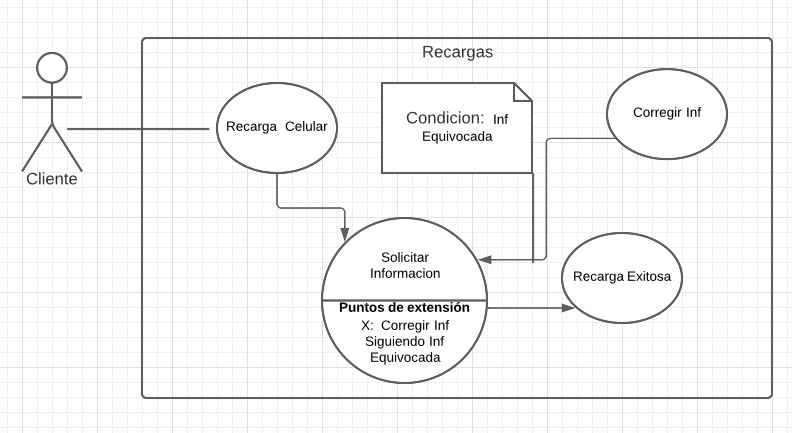 Recargas
Cliente
Recarga Celular
Condicion: Inf
Equivocada
Corregir Inf
Solicitar
Informacion
Puntos de extensión
X: Corregir Inf
Siguiendo Inf
Equivocada
Recarga Exitosa